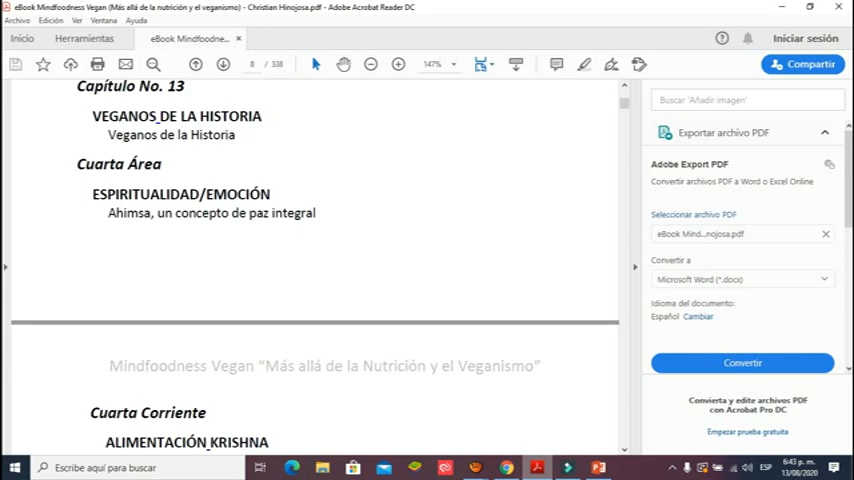 eBook Mindfoodness Vegan (Más allá de la nutrición y el veganismo) - Christian Hinojosa.pdf - Adobe Acrobat Reader DC
Archivo Edición Ver Ventana Ayuda
Inicio Herramientas eBook Mindfoodne... × Iniciar sesión
8 / 338 147% Compartir
Capítulo No. 13
VEGANOS DE LA HISTORIA
Veganos de la Historia
Cuarta Área
ESPIRITUALIDAD/EMOCIÓN
Ahimsa, un concepto de paz integral
Mindfoodness Vegan “Más allá de la Nutrición y el Veganismo”
Cuarta Corriente
ALIMENTACIÓN KRISHNA
Buscar 'Añadir imagen'
Exportar archivo PDF
Adobe Export PDF
Convertir archivos PDF a Word o Excel Online
Seleccionar archivo PDF
eBook Mind...nojosa.pdf
Convertir a
Microsoft Word (*.docx)
Idioma del documento:
Español Cambiar
Convertir
Convierta y edite archivos PDF
con Acrobat Pro DC
Empezar prueba gratuita
Escribe aquí para buscar
ESP
6:43 p. m.
13/08/2020